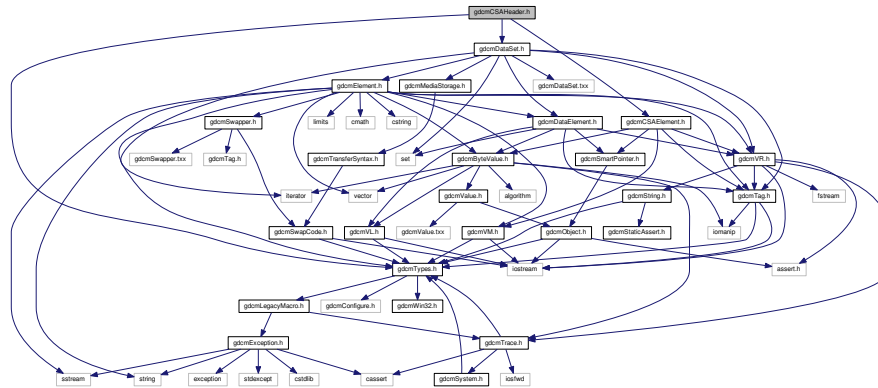 gdcmCSAHeader.h
gdcmDataSet.h
gdcmElement.h
gdcmMediaStorage.h
gdcmDataSet.txx
gdcmSwapper.h
limits
cmath
cstring
gdcmDataElement.h
gdcmCSAElement.h
gdcmSwapper.txx
gdcmTag.h
gdcmTransferSyntax.h
set
gdcmByteValue.h
gdcmSmartPointer.h
gdcmVR.h
iterator
vector
gdcmValue.h
algorithm
gdcmString.h
gdcmTag.h
fstream
gdcmSwapCode.h
gdcmVL.h
gdcmValue.txx
gdcmVM.h
gdcmObject.h
gdcmStaticAssert.h
iomanip
gdcmTypes.h
iostream
assert.h
gdcmLegacyMacro.h
gdcmConfigure.h
gdcmWin32.h
gdcmException.h
gdcmTrace.h
sstream
string
exception
stdexcept
cstdlib
cassert
gdcmSystem.h
iosfwd